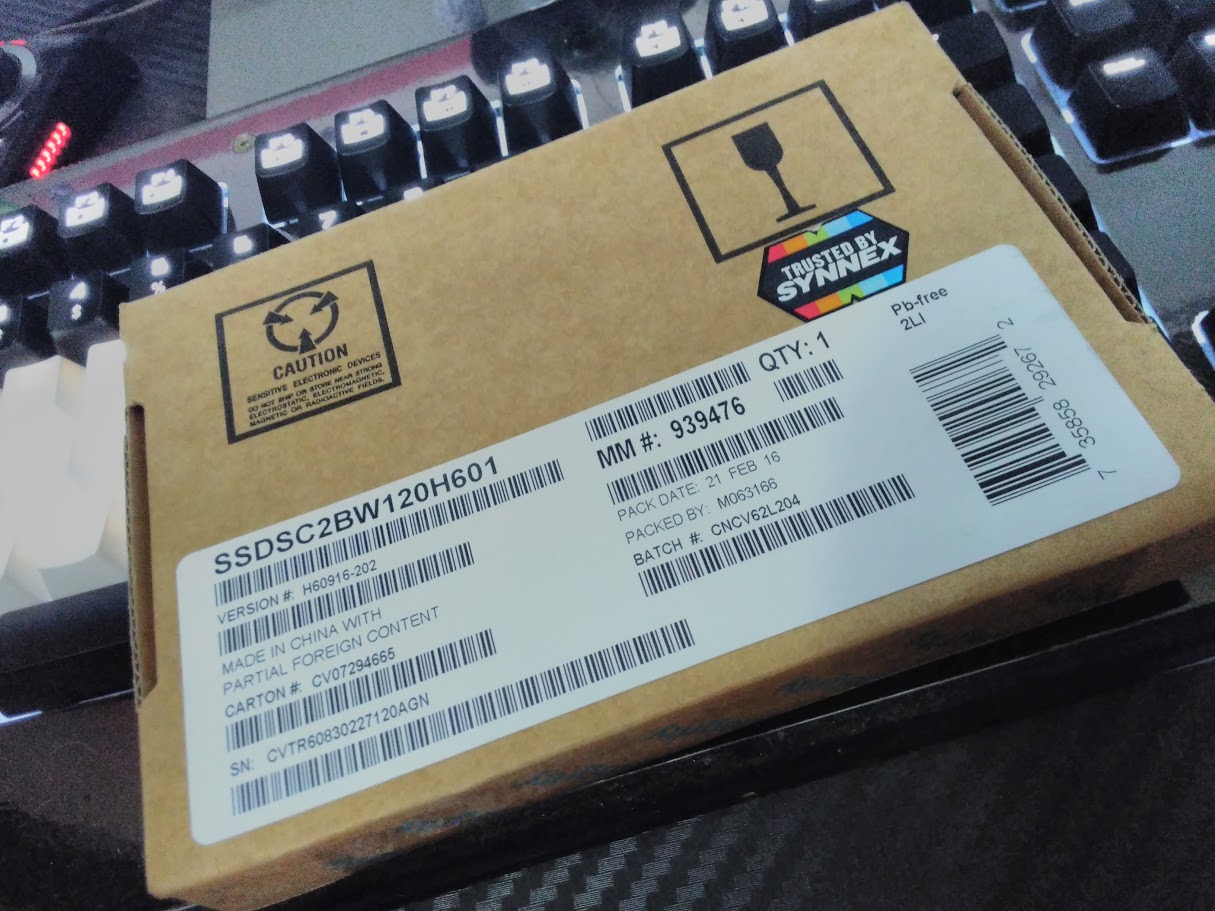 CAUTION
SENSITIVE ELECTRONIC DEVICES
DO NOT SHIP OR STORE NEAR STRONG
ELECTROSTATIC, ELECTROMAGNETIC,
MAGNETIC OR RADIOACTIVE FIELDS.
TRUSTED BY
SYNNEX
SSDSC2BW120H601
VERSION #: H60916-202
MADE IN CHINA WITH
PARTIAL FOREIGN CONTENT
CARTON #: CV07294665
SN: CVTR60830227120AGN
QTY: 1
MM #: 939476
PACK DATE: 21 FEB 16
PACKED BY: M063166
BATCH #: CNCV62L204
Pb-free
2LI
7 35858 29267 2
4
$
%